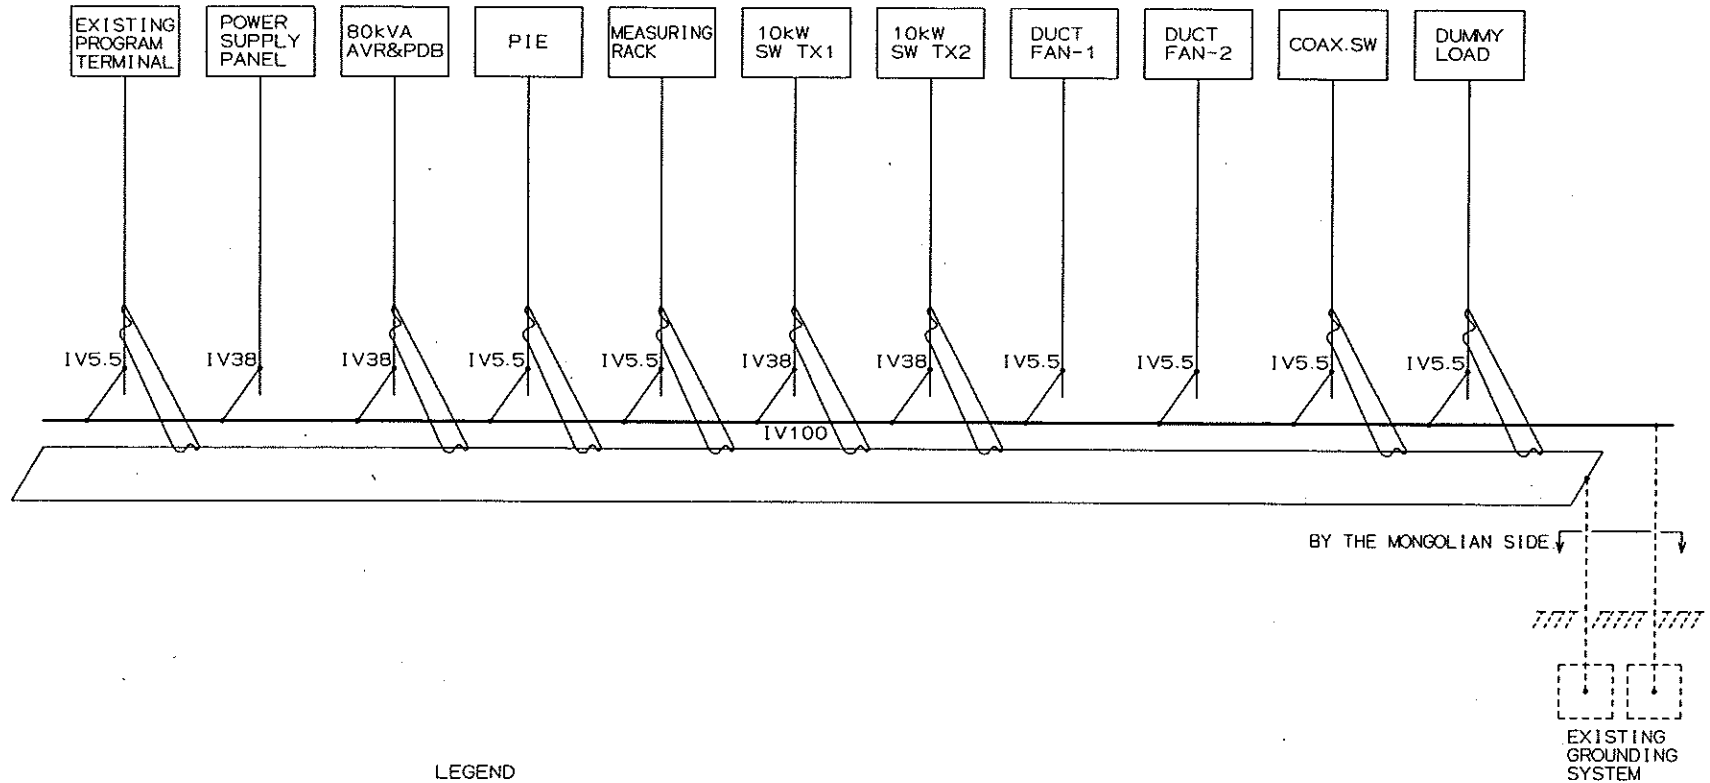 EXISTING
PROGRAM
TERMINAL
POWER
SUPPLY
PANEL
80kVA
AVR&PDB
PIE
MEASURING
RACK
10kW
SW TX1
10kW
SW TX2
DUCT
FAN-1
DUCT
FAN-2
COAX.SW
DUMMY
LOAD
IV5.5
IV38
IV38
IV5.5
IV5.5
IV38
IV38
IV5.5
IV5.5
IV5.5
IV5.5
IV100
BY THE MONGOLIAN SIDE
EXISTING
GROUNDING
SYSTEM
LEGEND